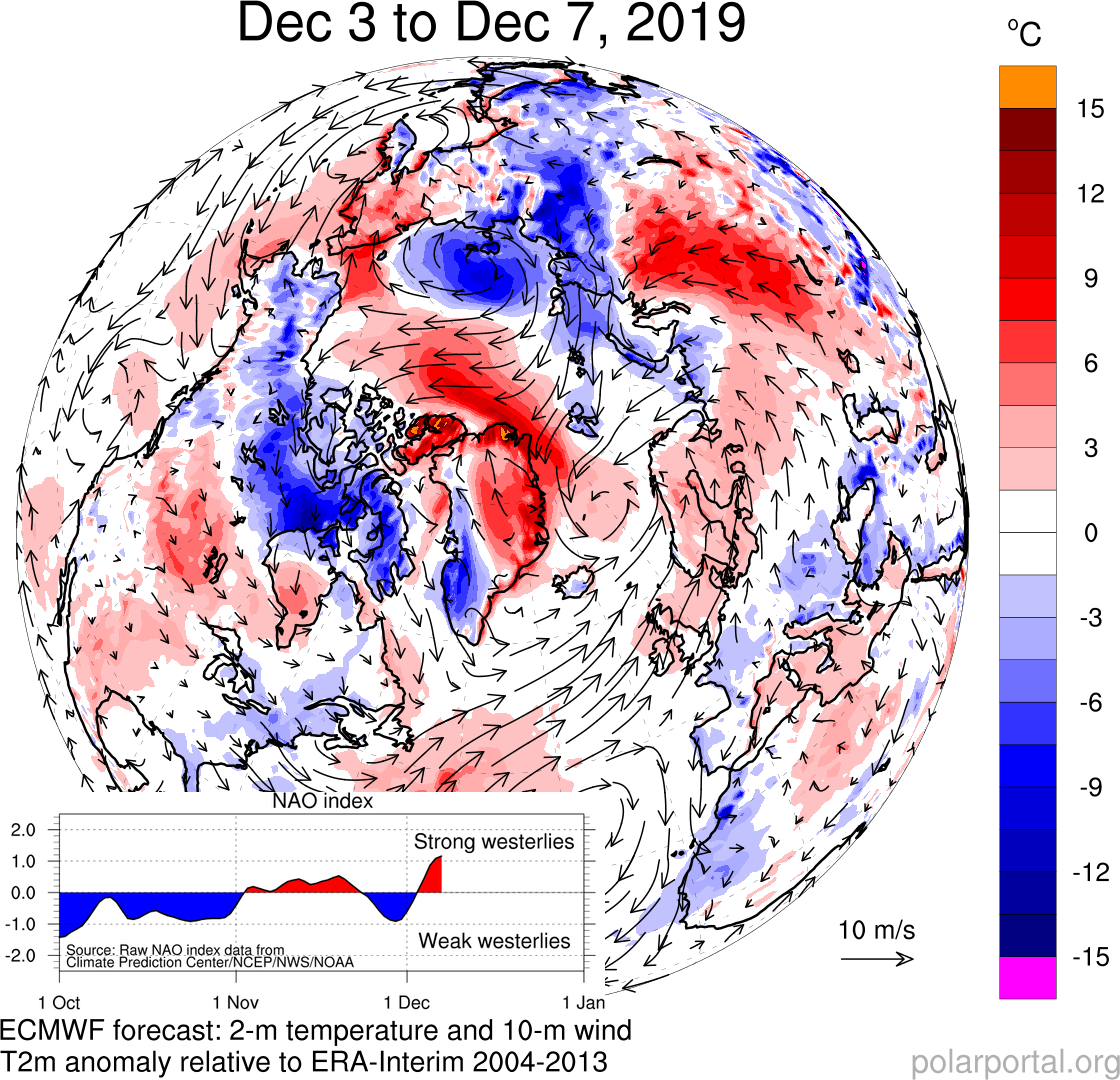 Dec 3 to Dec 7, 2019
oC
15
12
9
6
3
0
-3
-6
-9
-12
-15
10 m/s
NAO index
2.0
1.0
0.0
-1.0
-2.0
Strong westerlies
Weak westerlies
Source: Raw NAO index data from
Climate Prediction Center/NCEP/NWS/NOAA
1 Oct 1 Nov 1 Dec 1 Jan
ECMWF forecast: 2-m temperature and 10-m wind
T2m anomaly relative to ERA-Interim 2004-2013
polarportal.org